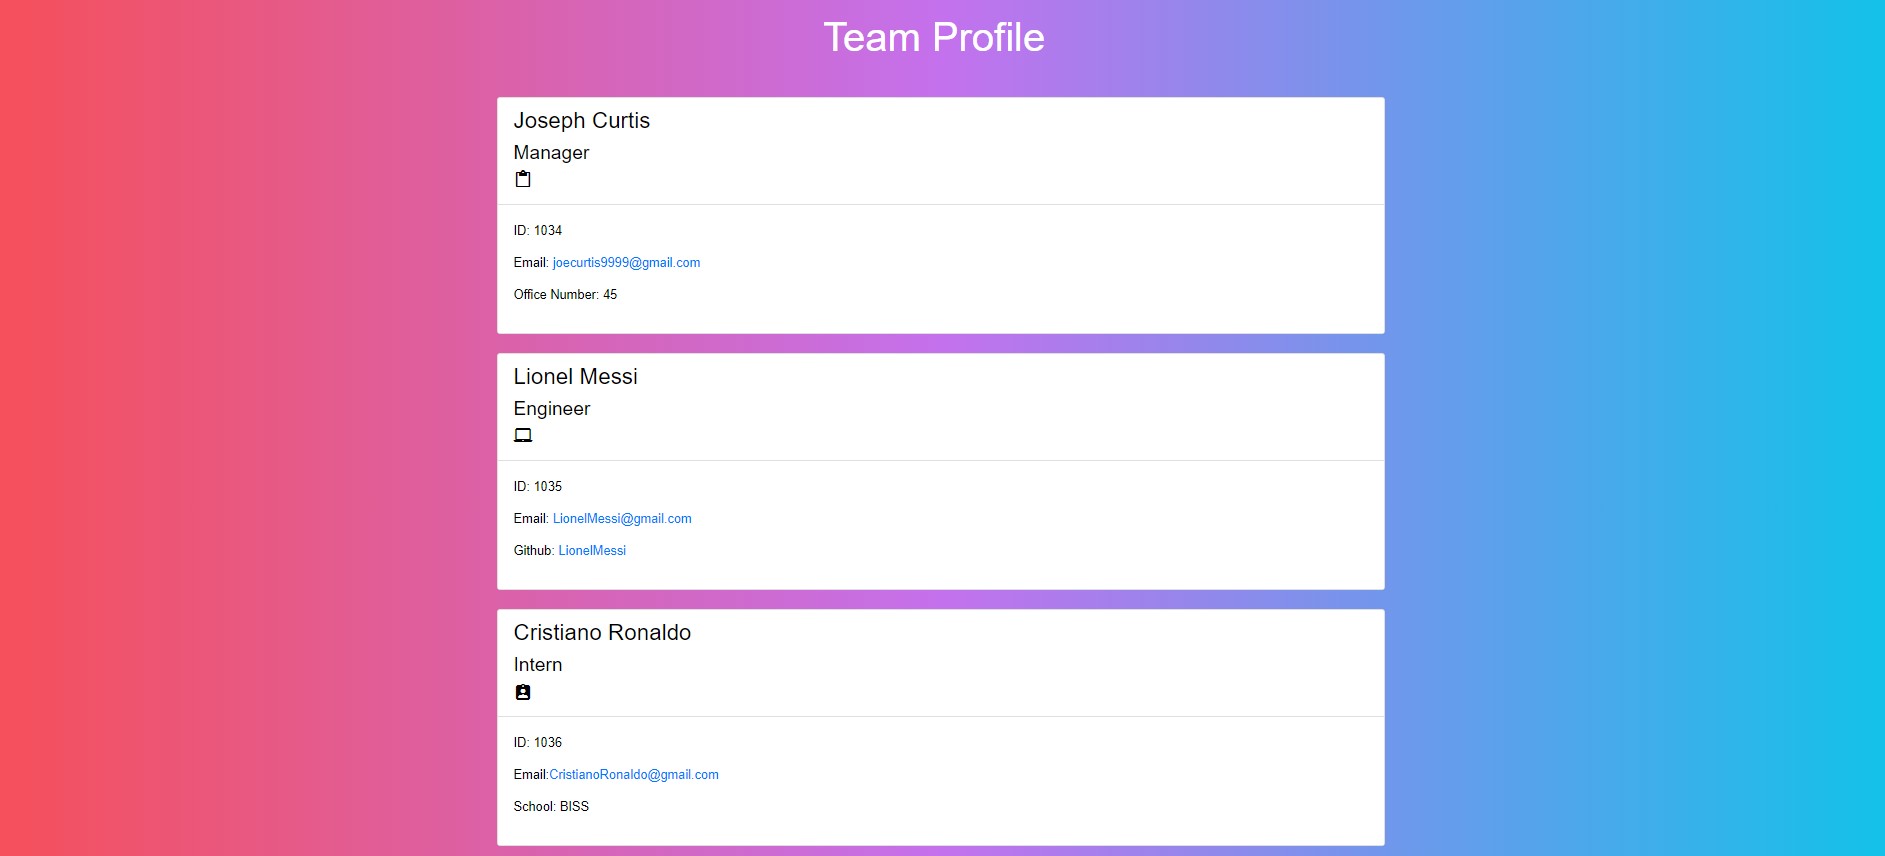 Team Profile
Joseph Curtis
Manager
ID: 1034
Email: joecurtis9999@gmail.com
Office Number: 45
Lionel Messi
Engineer
ID: 1035
Email: LionelMessi@gmail.com
Github: LionelMessi
Cristiano Ronaldo
Intern
ID: 1036
Email:CristianoRonaldo@gmail.com
School: BISS